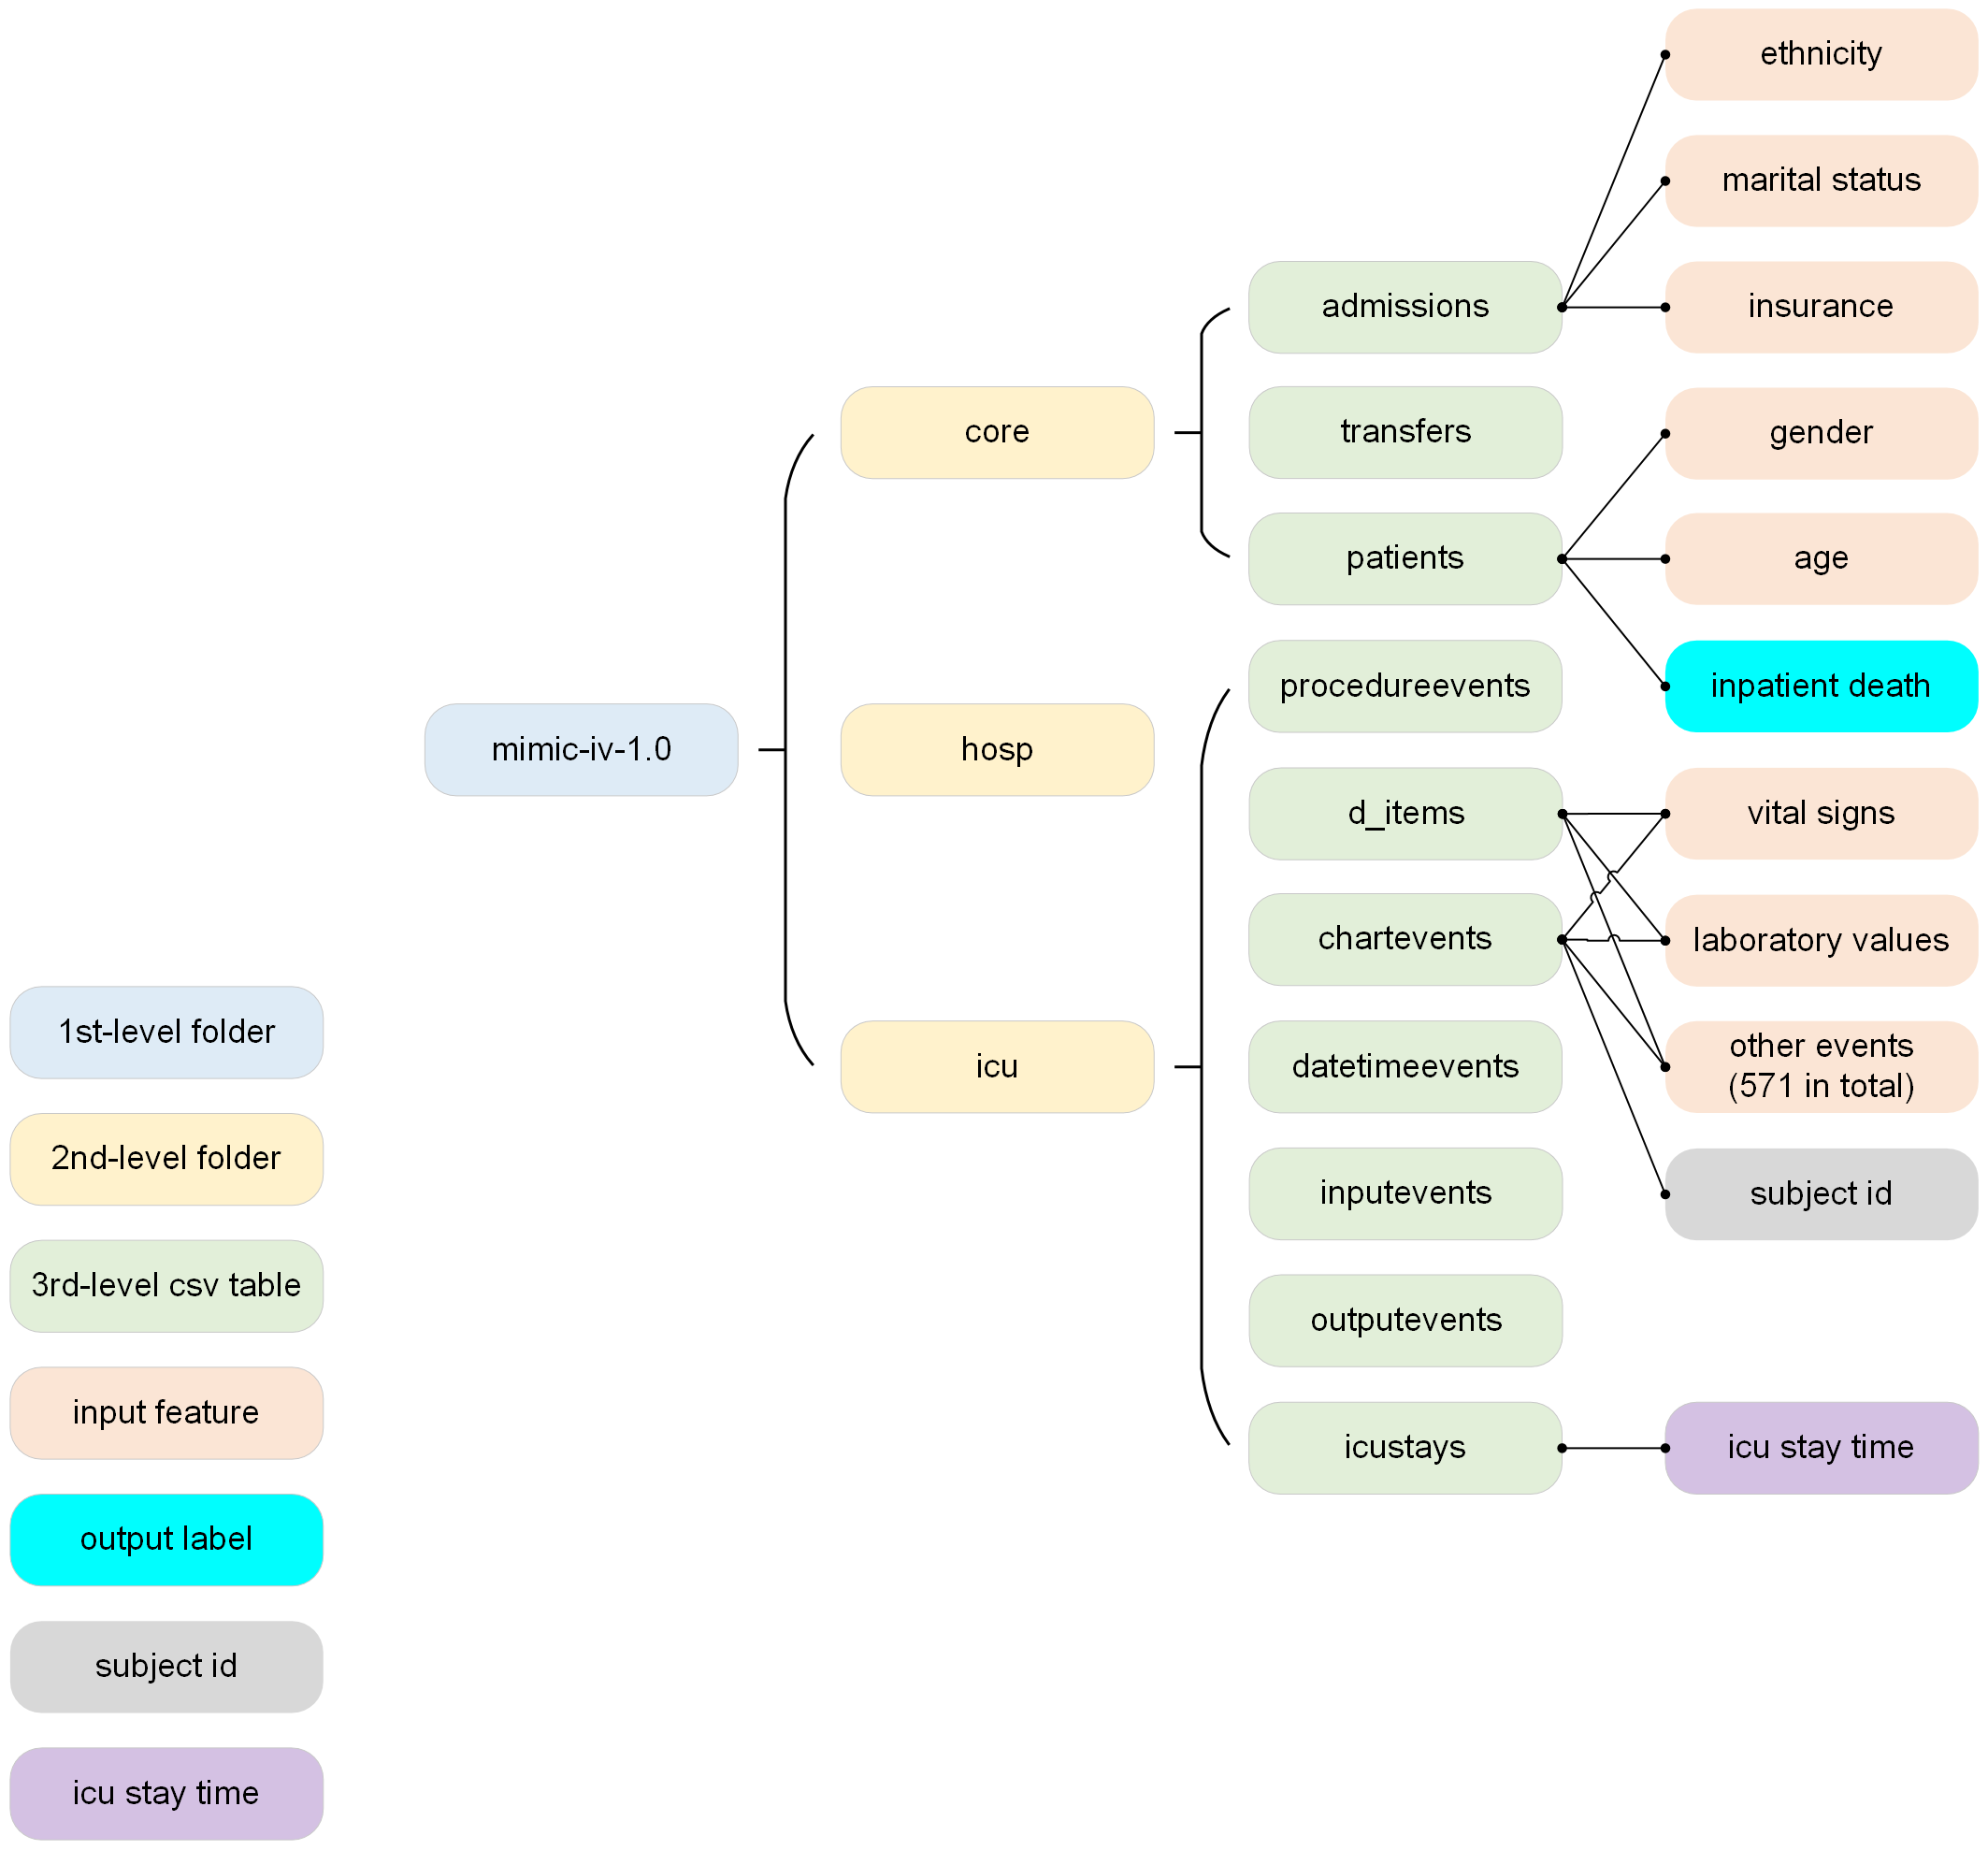 ethnicity
marital status
admissions
insurance
core
transfers
gender
patients
age
procedureevents
inpatient death
mimic-iv-1.0
hosp
d_items
vital signs
chartevents
laboratory values
1st-level folder
icu
datetimeevents
other events
(571 in total)
2nd-level folder
inputevents
subject id
3rd-level csv table
outputevents
input feature
icustays
icu stay time
output label
subject id
icu stay time